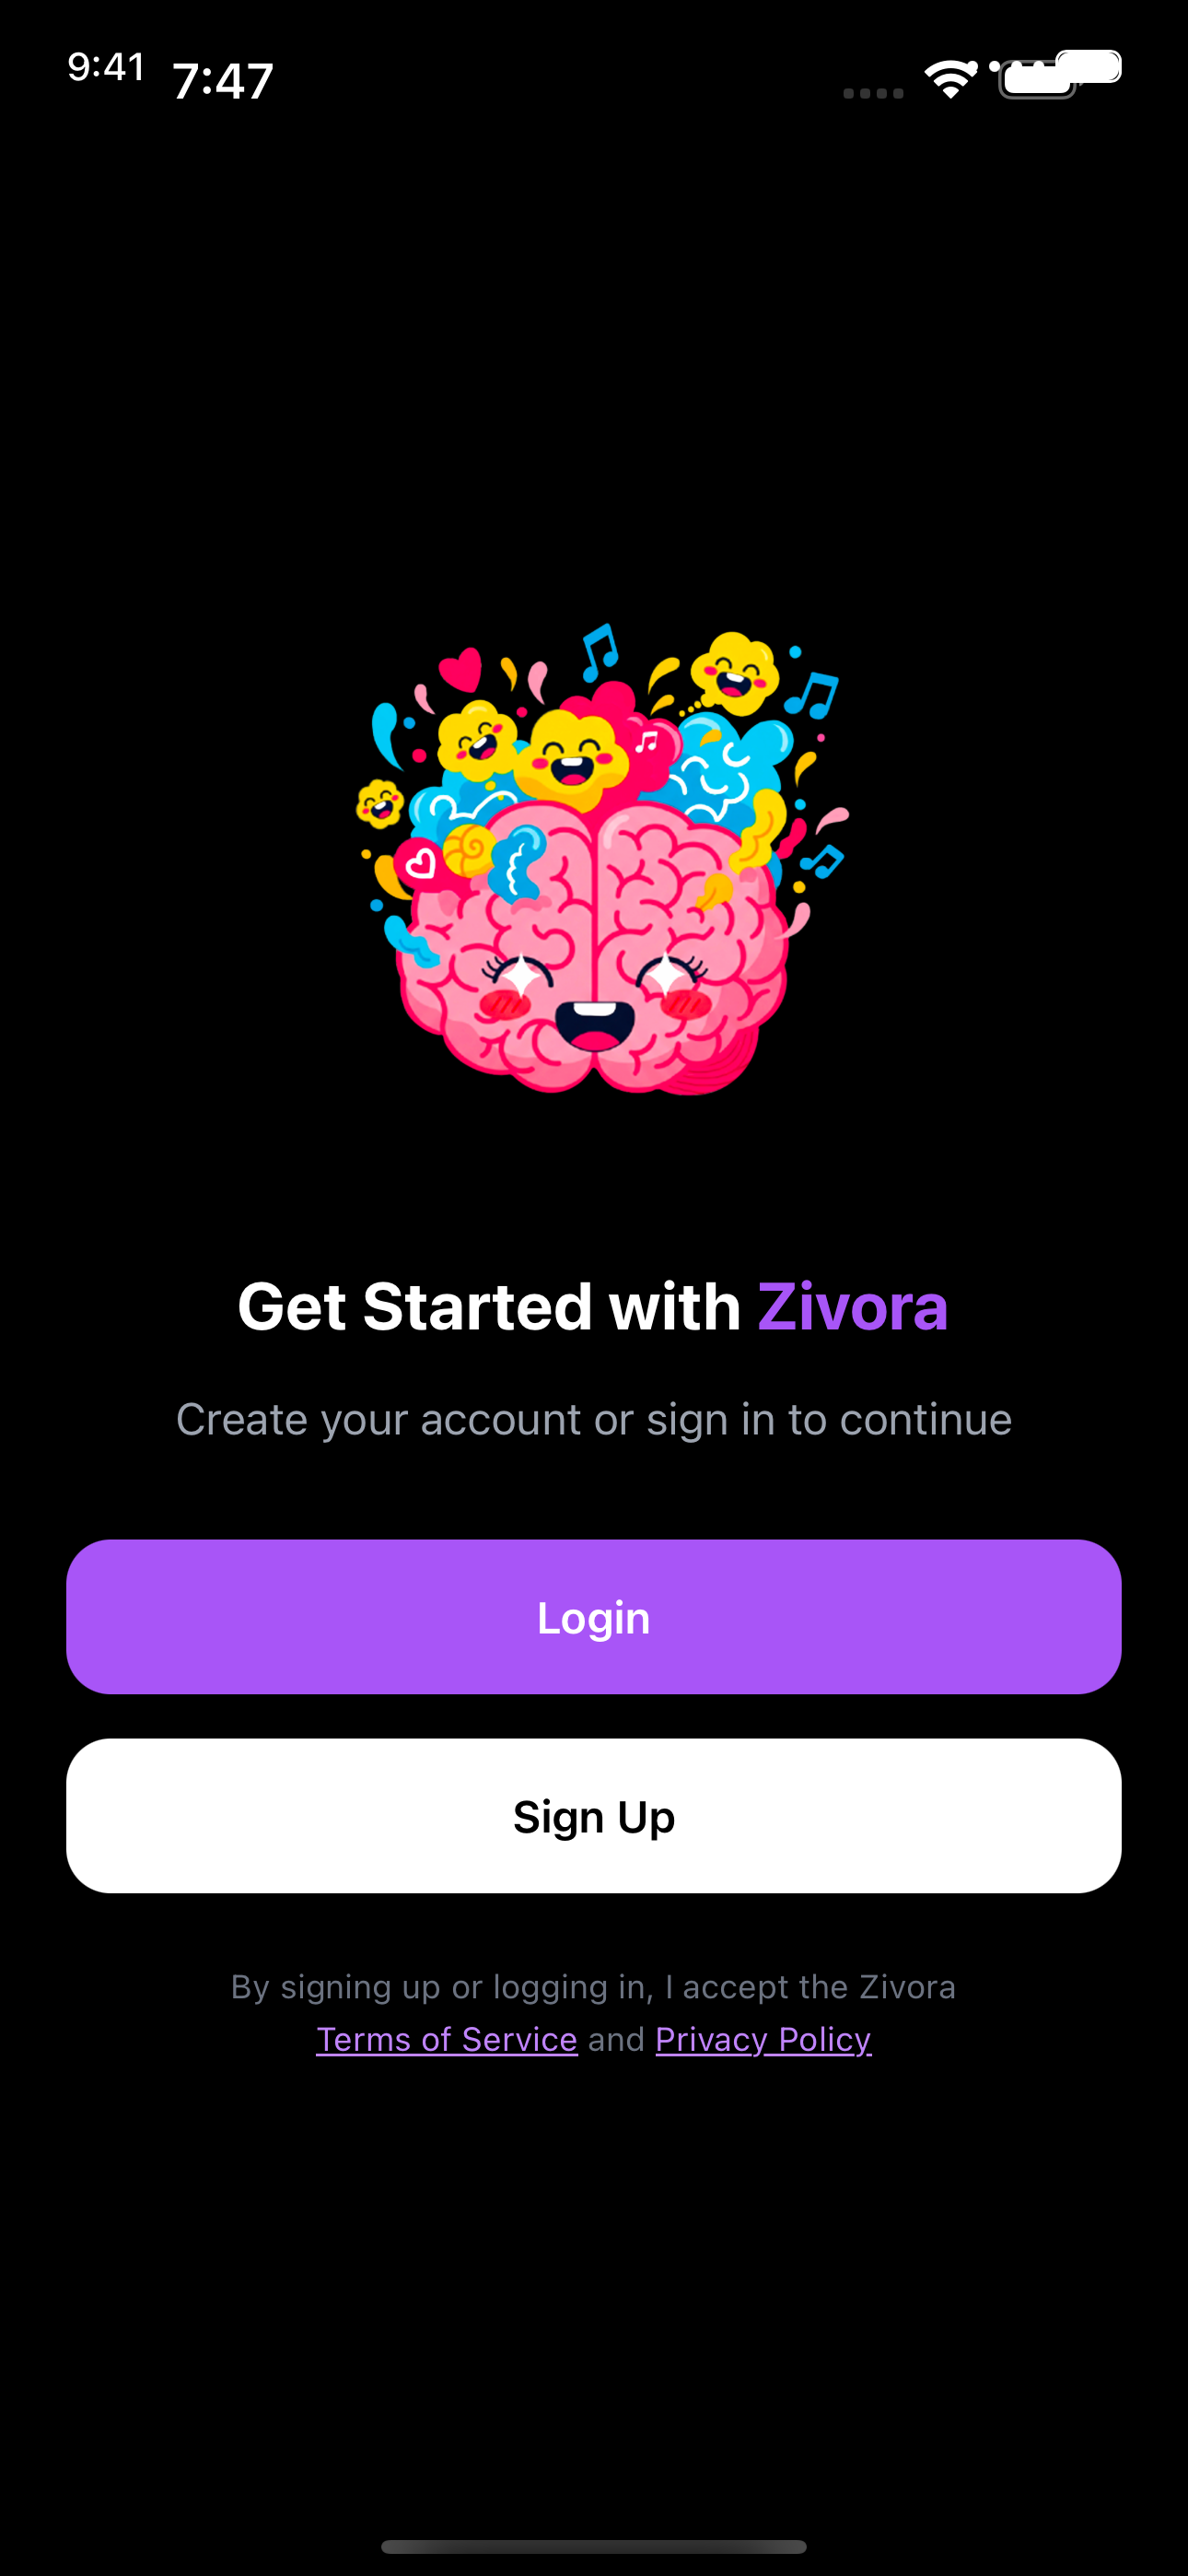 9:41 7:47
Get Started with Zivora
Create your account or sign in to continue
Login
Sign Up
By signing up or logging in, I accept the Zivora
Terms of Service and Privacy Policy